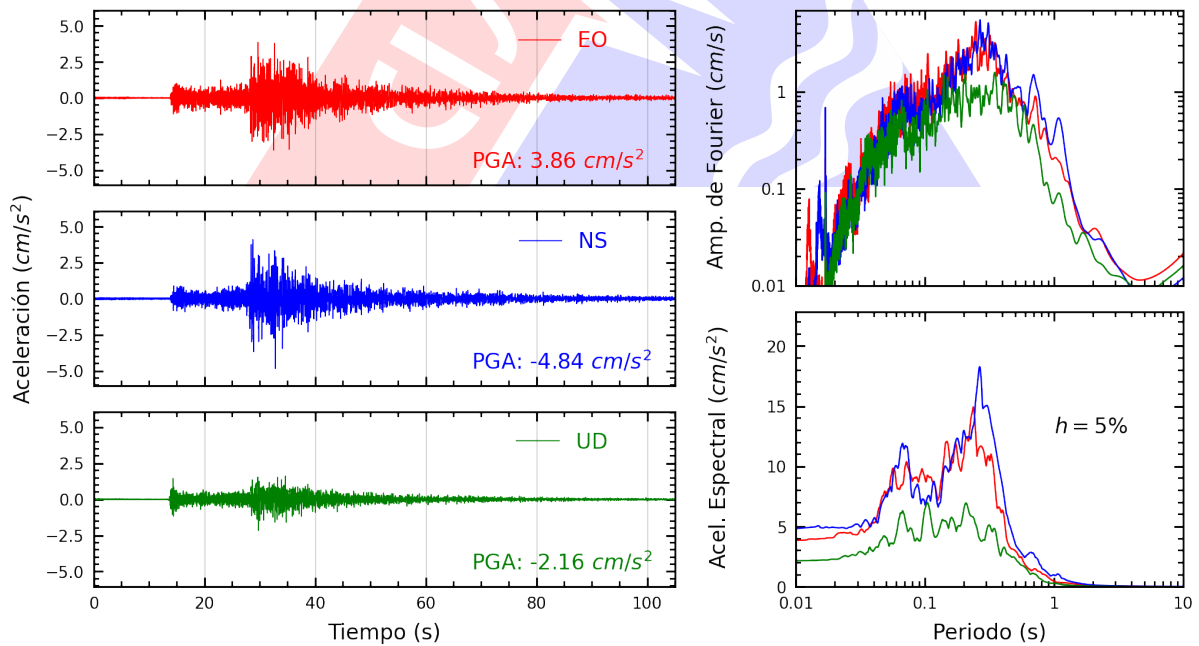 Aceleración (cm/s²)
5.0
2.5
0.0
−2.5
−5.0
EO
PGA: 3.86 cm/s²
5.0
2.5
0.0
−2.5
−5.0
NS
PGA: -4.84 cm/s²
5.0
2.5
0.0
−2.5
−5.0
UD
PGA: -2.16 cm/s²
0 20 40 60 80 100
Tiempo (s)
Amp. de Fourier (cm/s)
1
0.1
0.01
Acel. Espectral (cm/s²)
20
15
10
5
0
h = 5%
0.01 0.1 1 10
Periodo (s)